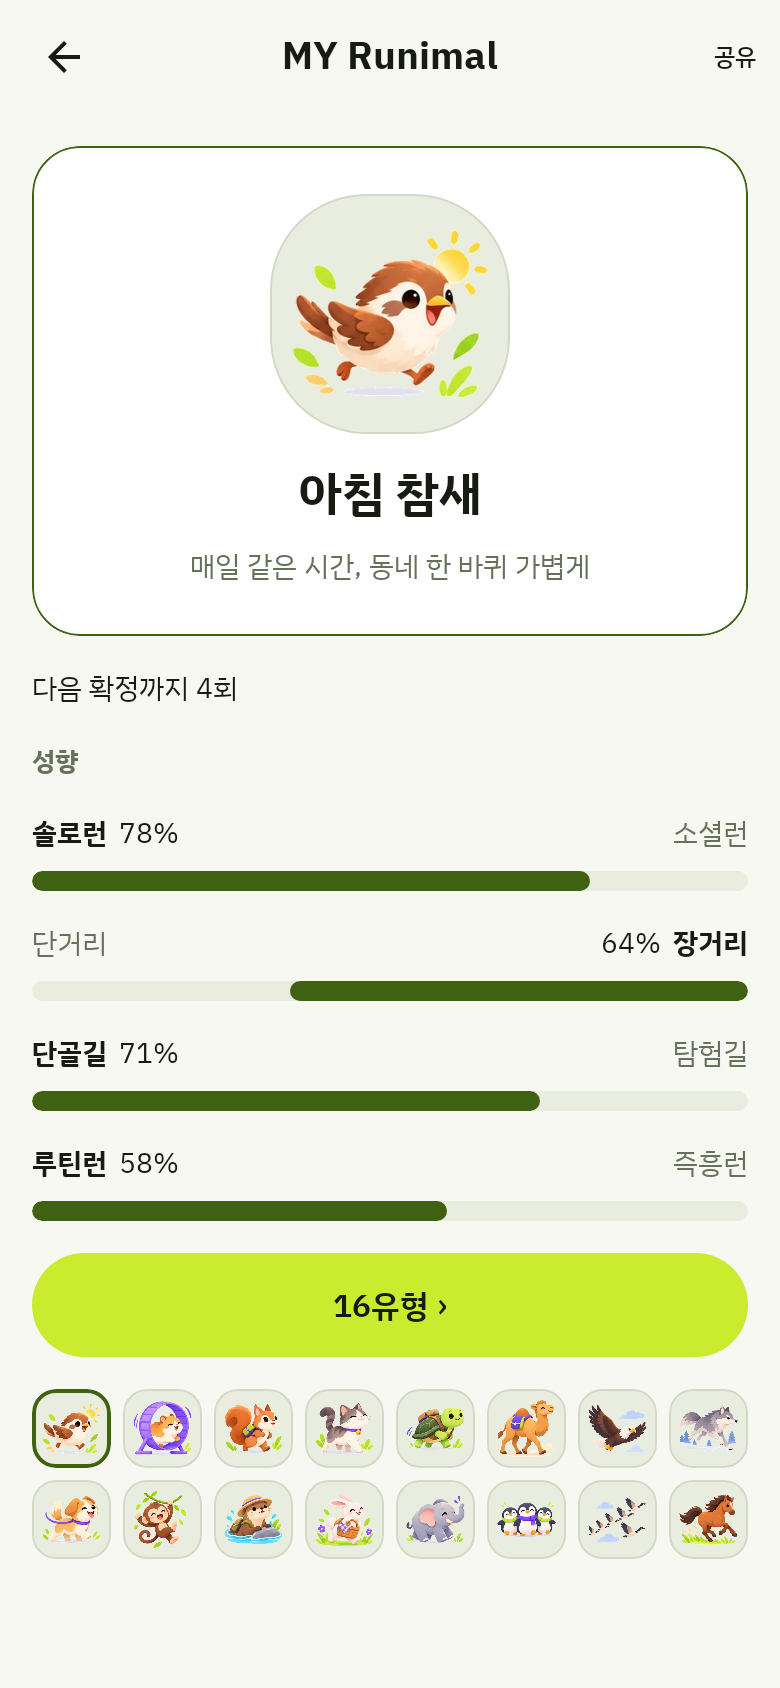 MY Runimal
공유
아침 참새
매일 같은 시간, 동네 한 바퀴 가볍게
다음 확정까지 4회
성향
솔로런 78% 소셜런
단거리 64% 장거리
단골길 71% 탐험길
루틴런 58% 즉흥런
16유형 ›